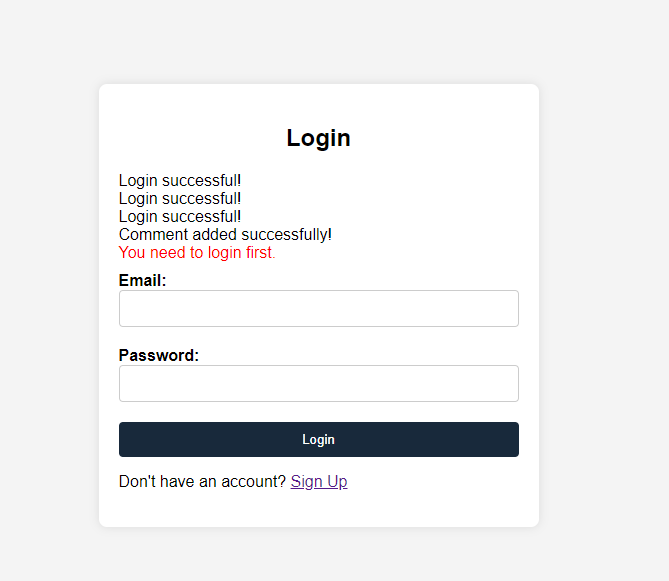 Login
Login successful!
Login successful!
Login successful!
Comment added successfully!
You need to login first.
Email:
Password:
Login
Don't have an account? Sign Up